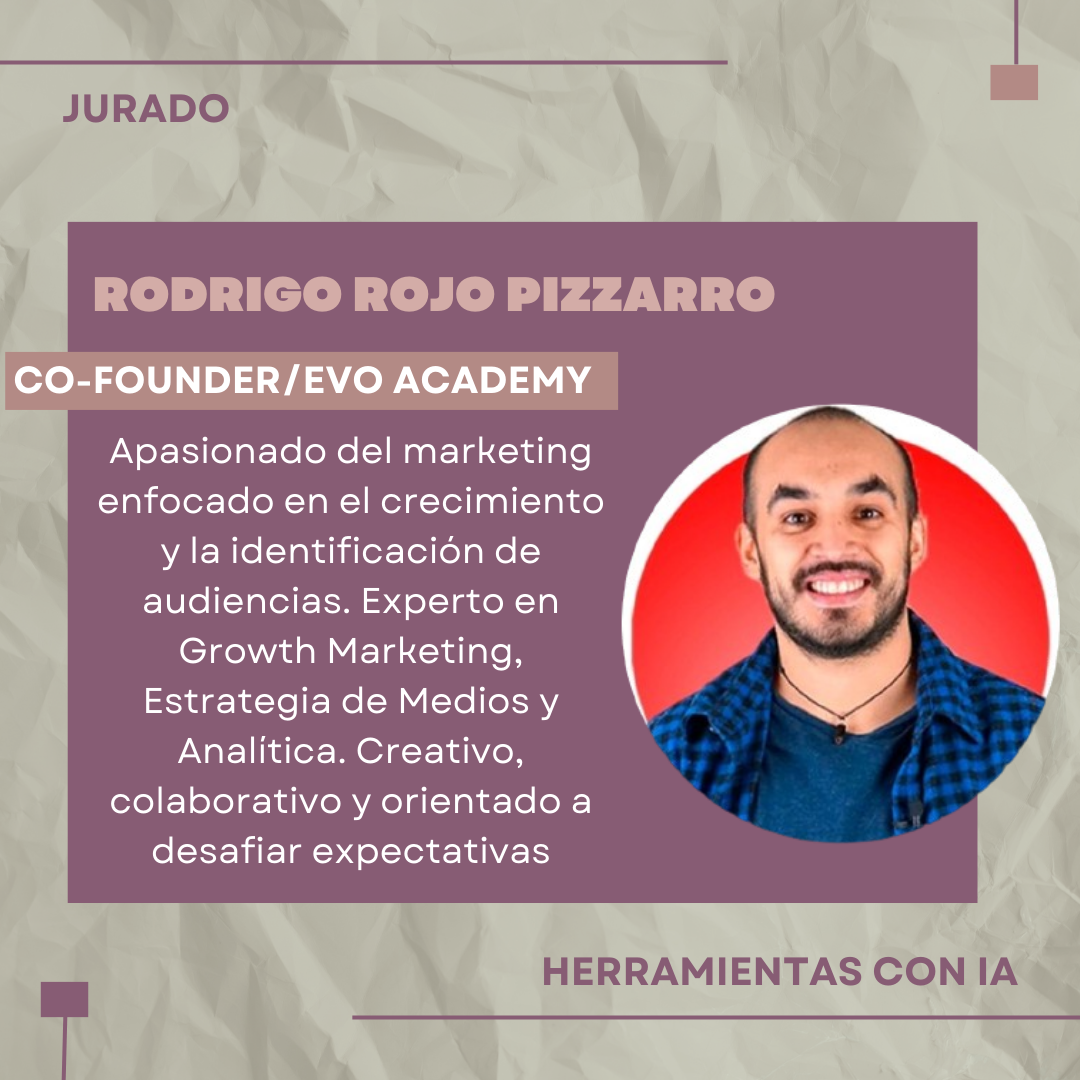 JURADO
RODRIGO ROJO PIZZARRO
CO-FOUNDER/EVO ACADEMY
Apasionado del marketing
enfocado en el crecimiento
y la identificación de
audiencias. Experto en
Growth Marketing,
Estrategia de Medios y
Analítica. Creativo,
colaborativo y orientado a
desafiar expectativas
HERRAMIENTAS CON IA